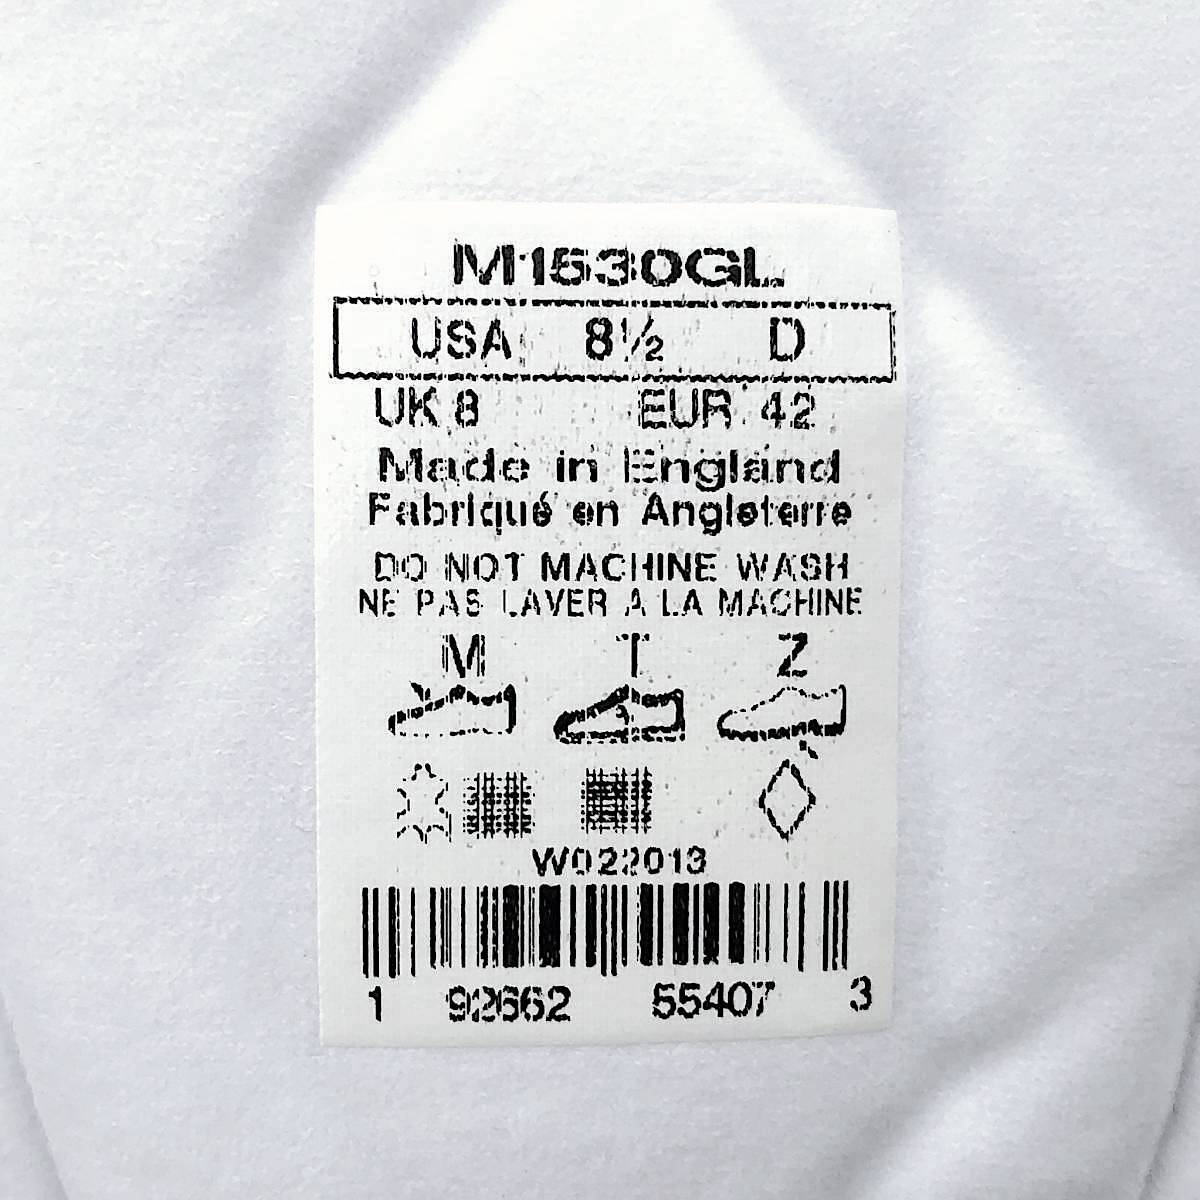 M1530GL
USA 8½ D
UK 8 EUR 42
Made in England
Fabriqué en Angleterre
DO NOT MACHINE WASH
NE PAS LAVER A LA MACHINE
M T Z
W022013
1 92662 55407 3